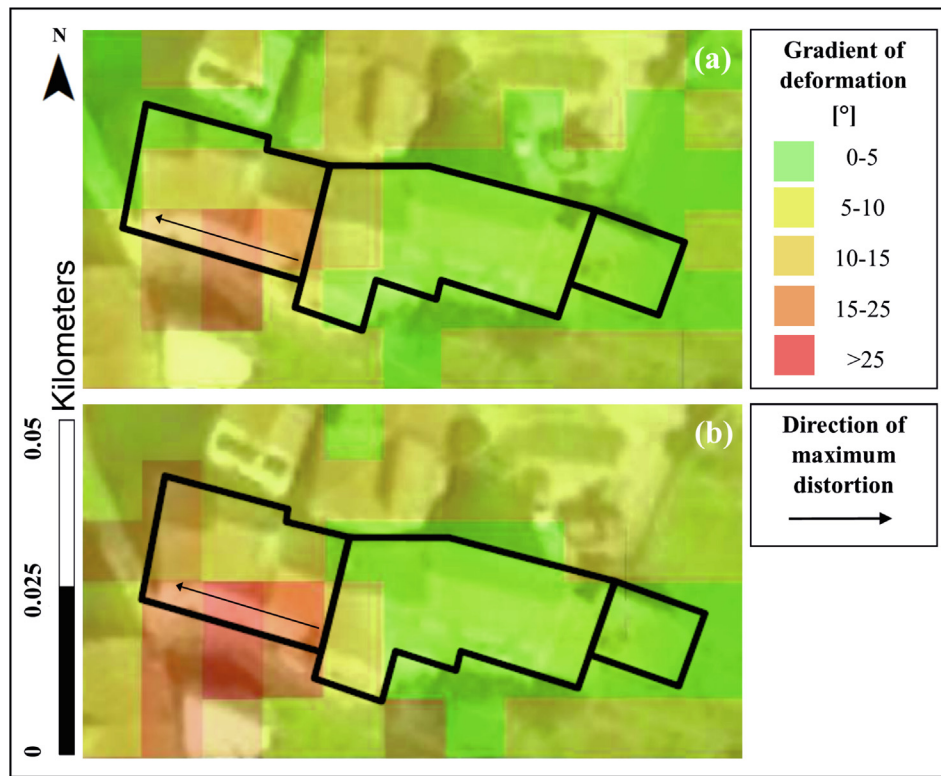 N
(a)
Kilometers
0.05
0.025
0
(b)
Gradient of
deformation
[°]
0-5
5-10
10-15
15-25
>25
Direction of
maximum
distortion